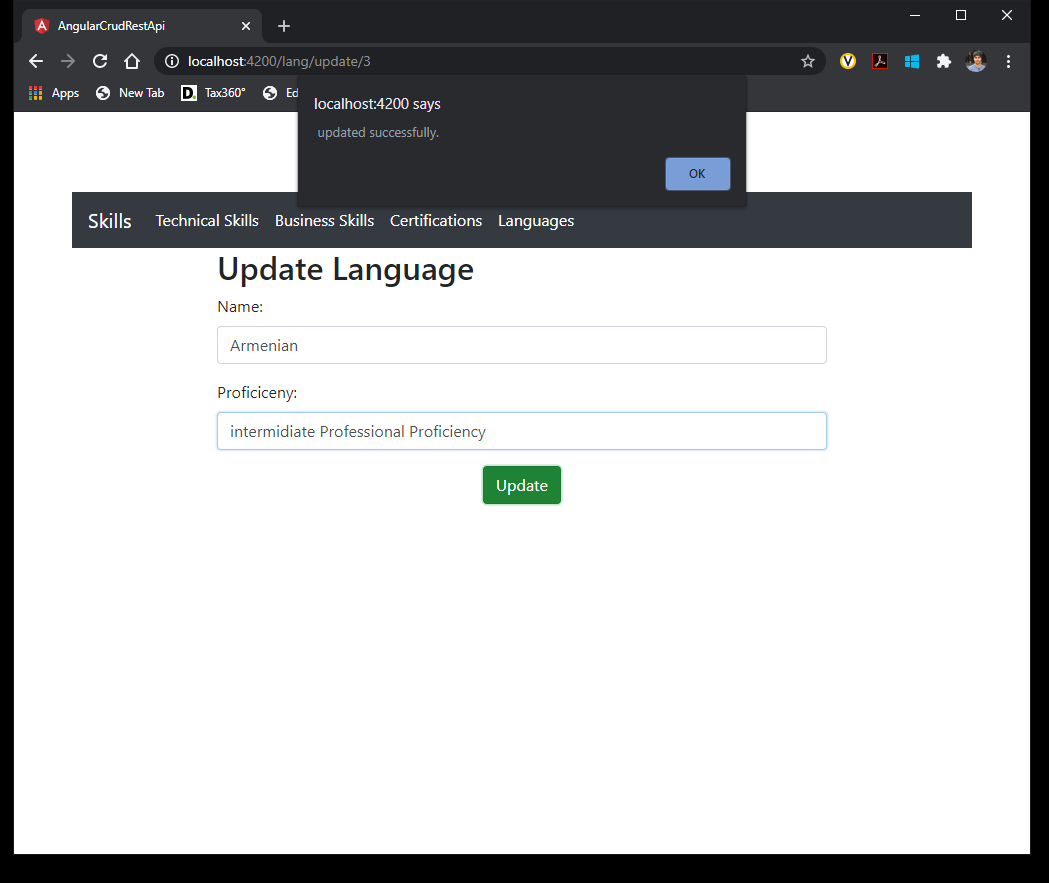 AngularCrudRestApi
localhost:4200/lang/update/3
Apps New Tab D. Tax360° Ed
localhost:4200 says
updated successfully.
OK
Skills Technical Skills Business Skills Certifications Languages
Update Language
Name:
Armenian
Proficiceny:
intermidiate Professional Proficiency
Update